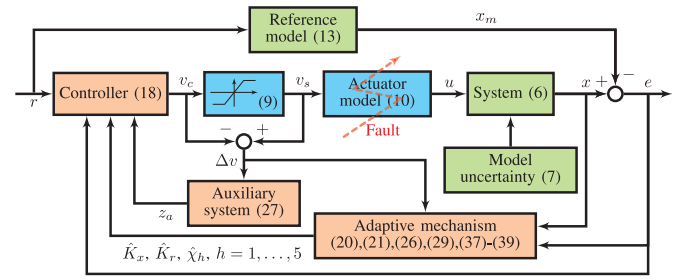 Reference
model (13)
x_m
r
Controller (18)
v_c
(9)
v_s
Actuator
model (10)
Fault
u
System (6)
x
+
−
e
−
+
Δv
Model
uncertainty (7)
Auxiliary
system (27)
z_a
Adaptive mechanism
(20),(21),(26),(29),(37)-(39)
K̂_x, K̂_r, χ̂_h, h = 1, . . . , 5